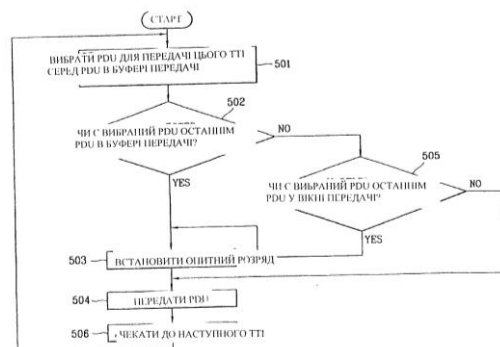 СТАРТ
ВИБРАТИ PDU ДЛЯ ПЕРЕДАЧІ ЦЬОГО ТТІ
СЕРЕД PDU В БУФЕРІ ПЕРЕДАЧІ
501
502
ЧИ Є ВИБРАНИЙ PDU ОСТАННІМ
PDU В БУФЕРІ ПЕРЕДАЧІ?
NO
YES
505
ЧИ Є ВИБРАНИЙ PDU ОСТАННІМ
PDU У ВІКНІ ПЕРЕДАЧІ?
NO
YES
503
ВСТАНОВИТИ ОПИТНИЙ РОЗРЯД
504
ПЕРЕДАТИ PDU
506
ЧЕКАТИ ДО НАСТУПНОГО ТТІ